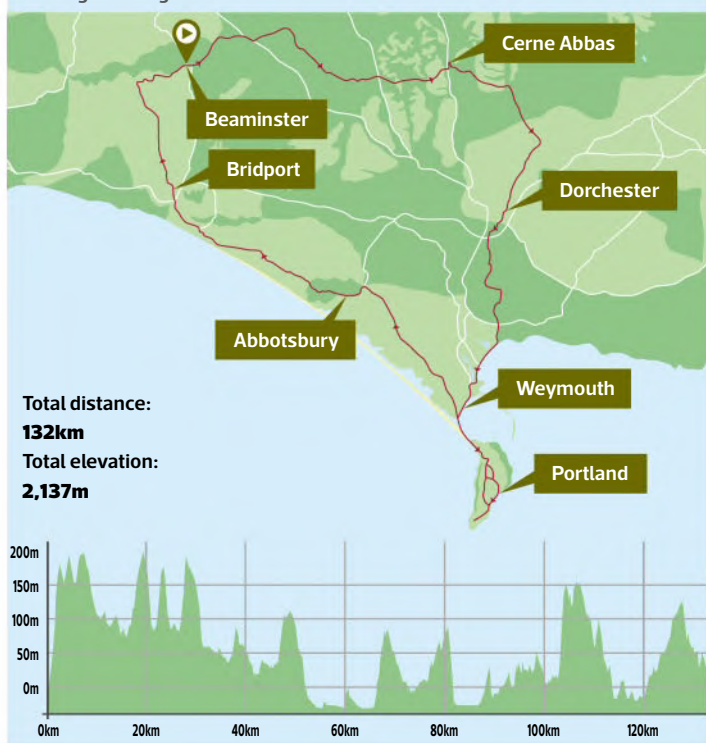 Cerne Abbas
Beaminster
Bridport
Dorchester
Abbotsbury
Weymouth
Portland
Total distance:
132km
Total elevation:
2,137m
200m
150m
100m
50m
0m
0km 20km 40km 60km 80km 100km 120km